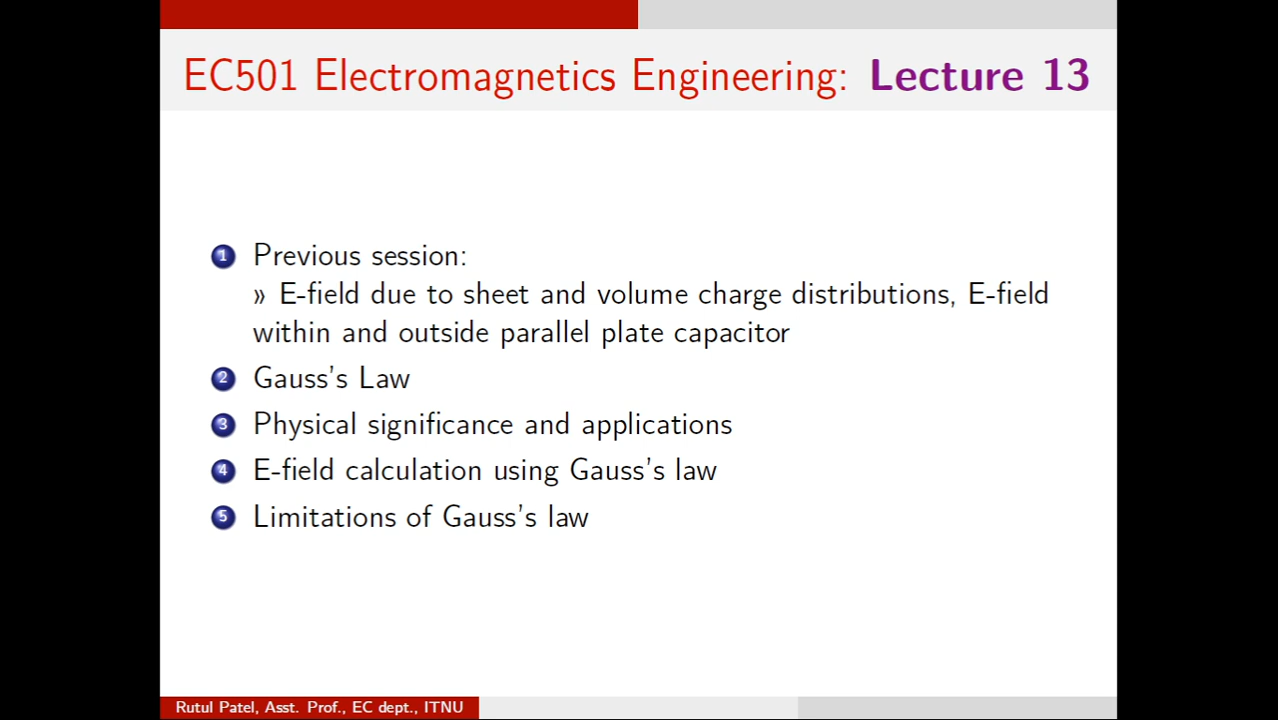 EC501 Electromagnetics Engineering: Lecture 13
1 Previous session:
» E-field due to sheet and volume charge distributions, E-field
within and outside parallel plate capacitor
2 Gauss's Law
3 Physical significance and applications
4 E-field calculation using Gauss's law
5 Limitations of Gauss's law
Rutul Patel, Asst. Prof., EC dept., ITNU